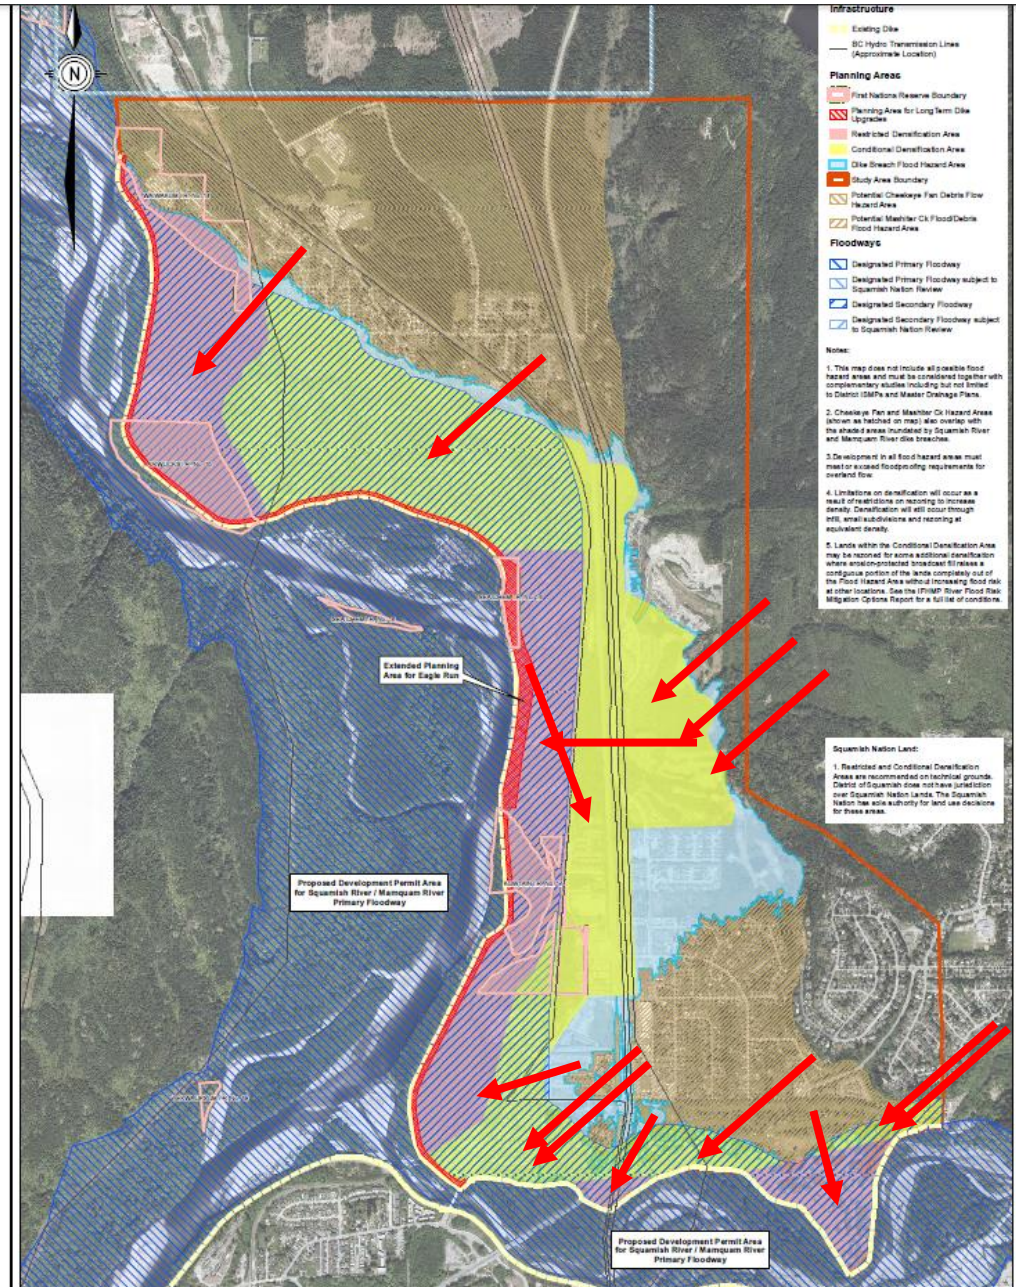 Infrastructure
Existing Dike
BC Hydro Transmission Lines
(Approximate Location)
Planning Areas
First Nations Reserve Boundary
Planning Area for Long Term Dike
Upgrades
Restricted Densification Area
Conditional Densification Area
Dike Breach Flood Hazard Area
Study Area Boundary
Potential Cheekeye Fan Debris Flow
Hazard Area
Potential Mashiter Ck Flood/Debris
Flood Hazard Area
Floodways
Designated Primary Floodway
Designated Primary Floodway subject to
Squamish Nation Review
Designated Secondary Floodway
Designated Secondary Floodway subject
to Squamish Nation Review
Notes:
1. This map does not include all possible flood
hazard areas and must be considered together with
complementary studies including but not limited
to District ISMPs and Master Drainage Plans.
2. Cheekeye Fan and Mashiter Ck Hazard Areas
(shown as hatched on map) also overlap with
the shaded areas inundated by Squamish River
and Mamquam River dike breaches.
3. Development in all flood hazard areas must
meet or exceed floodproofing requirements for
overland flow.
4. Limitations on densification will occur as a
result of restrictions on rezoning to increase
density. Densification will still occur through
infill, small subdivisions and rezoning at
equivalent density.
5. Lands within the Conditional Densification Area
may be rezoned for some additional densification
where erosion-protected broadcast fill raises a
contiguous portion of the lands completely out of
the Flood Hazard Area without increasing flood risk
at other locations. See the IFHMP River Flood Risk
Mitigation Options Report for a full list of conditions.
N
Extended Planning
Area for Eagle Run
Squamish Nation Land:
1. Restricted and Conditional Densification
Areas are recommended on technical grounds.
District of Squamish does not have jurisdiction
over Squamish Nation Lands. The Squamish
Nation has sole authority for land use decisions
for these areas.
Proposed Development Permit Area
for Squamish River / Mamquam River
Primary Floodway
Proposed Development Permit Area
for Squamish River / Mamquam River
Primary Floodway